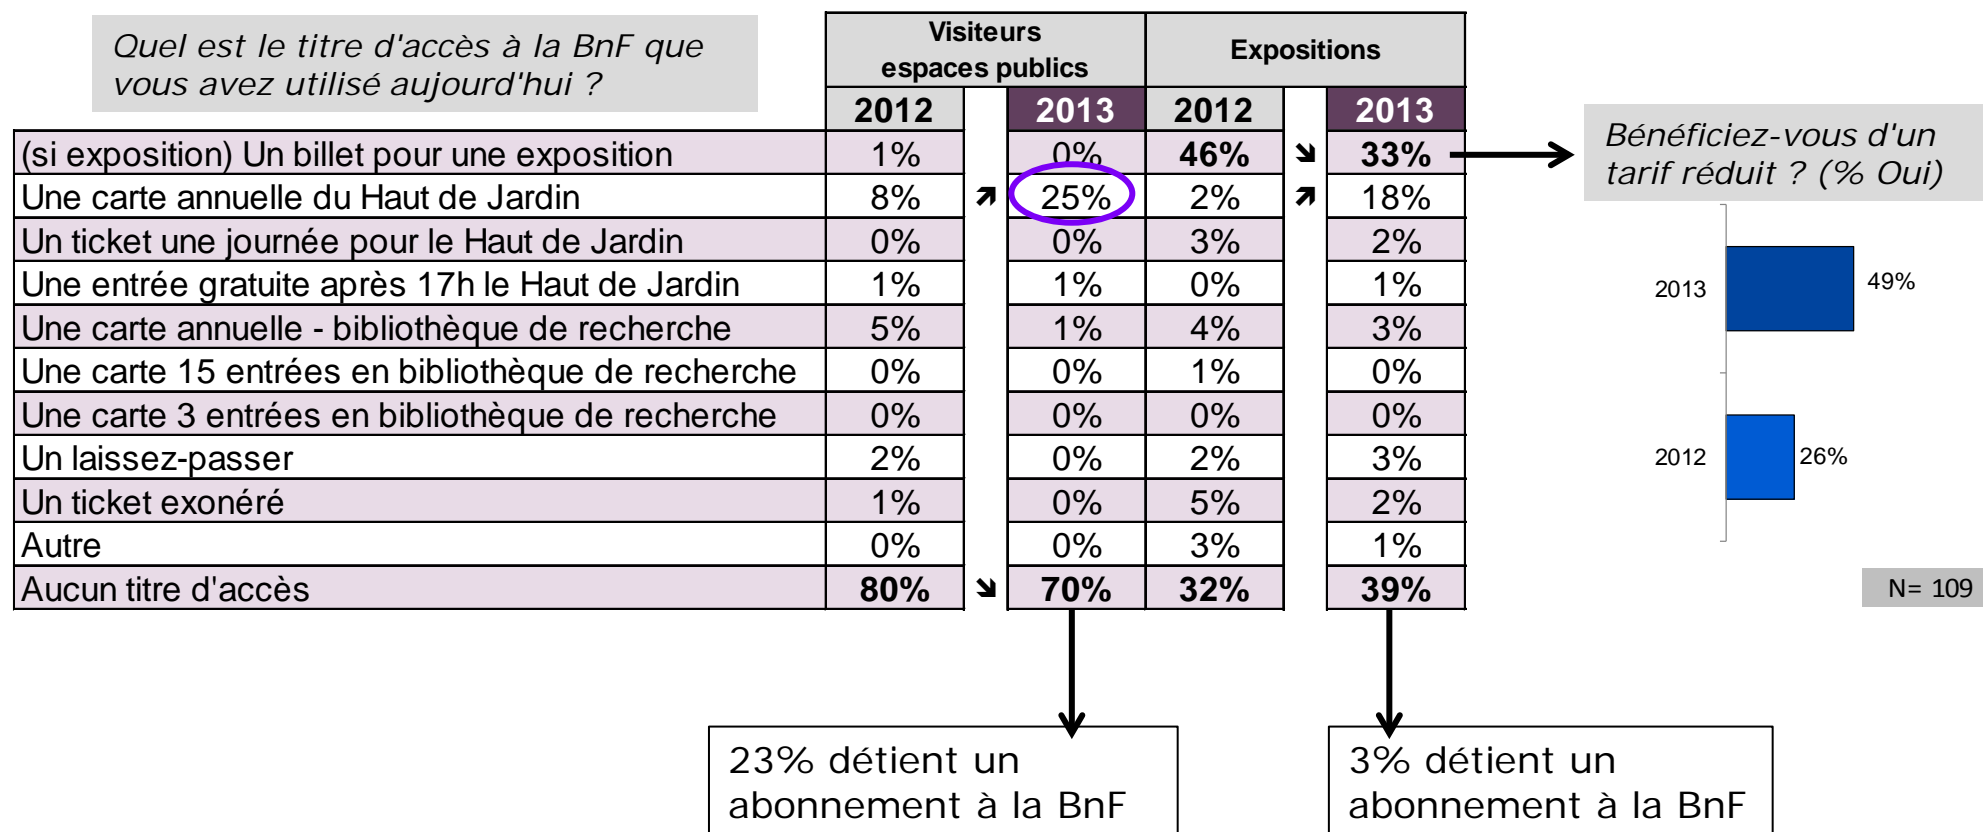 Quel est le titre d'accès à la BnF que
vous avez utilisé aujourd'hui ?
Visiteurs
espaces publics
Expositions
2012 2013 2012 2013
(si exposition) Un billet pour une exposition 1% 0% 46% 33%
Une carte annuelle du Haut de Jardin 8% 25% 2% 18%
Un ticket une journée pour le Haut de Jardin 0% 0% 3% 2%
Une entrée gratuite après 17h le Haut de Jardin 1% 1% 0% 1%
Une carte annuelle - bibliothèque de recherche 5% 1% 4% 3%
Une carte 15 entrées en bibliothèque de recherche 0% 0% 1% 0%
Une carte 3 entrées en bibliothèque de recherche 0% 0% 0% 0%
Un laissez-passer 2% 0% 2% 3%
Un ticket exonéré 1% 0% 5% 2%
Autre 0% 0% 3% 1%
Aucun titre d'accès 80% 70% 32% 39%
Bénéficiez-vous d'un
tarif réduit ? (% Oui)
2013 49%
2012 26%
N= 109
23% détient un
abonnement à la BnF
3% détient un
abonnement à la BnF